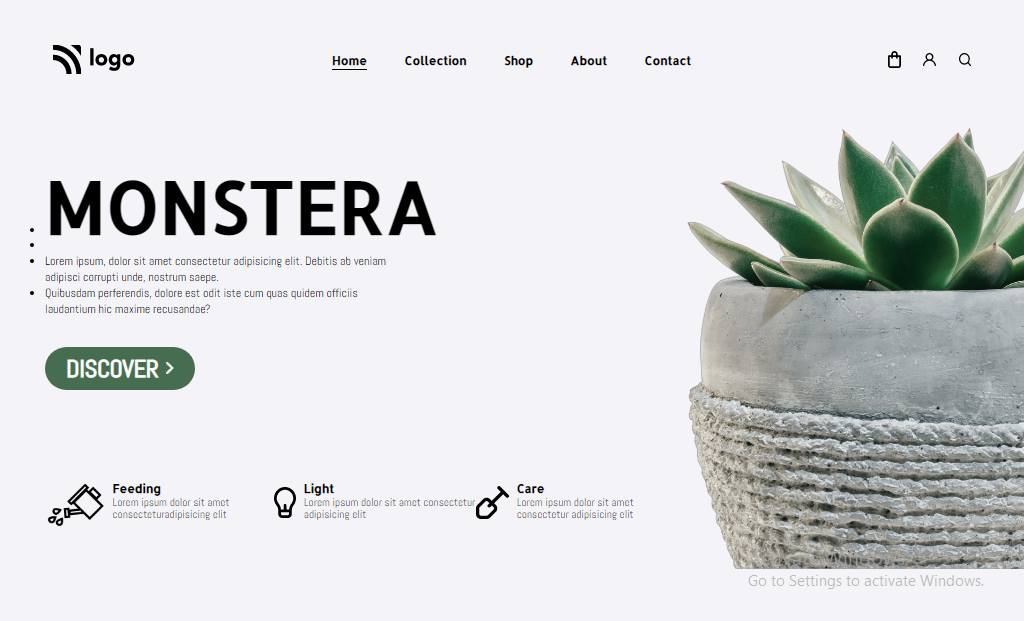 logo
Home Collection Shop About Contact
MONSTERA
Lorem ipsum, dolor sit amet consectetur adipisicing elit. Debitis ab veniam
adipisci corrupti unde, nostrum saepe.
Quibusdam perferendis, dolore est odit iste cum quas quidem officiis
laudantium hic maxime recusandae?
DISCOVER >
Feeding
Lorem ipsum dolor sit amet
consecteturadipisicing elit
Light
Lorem ipsum dolor sit amet consectetur
adipisicing elit
Care
Lorem ipsum dolor sit amet
consectetur adipisicing elit
Go to Settings to activate Windows.